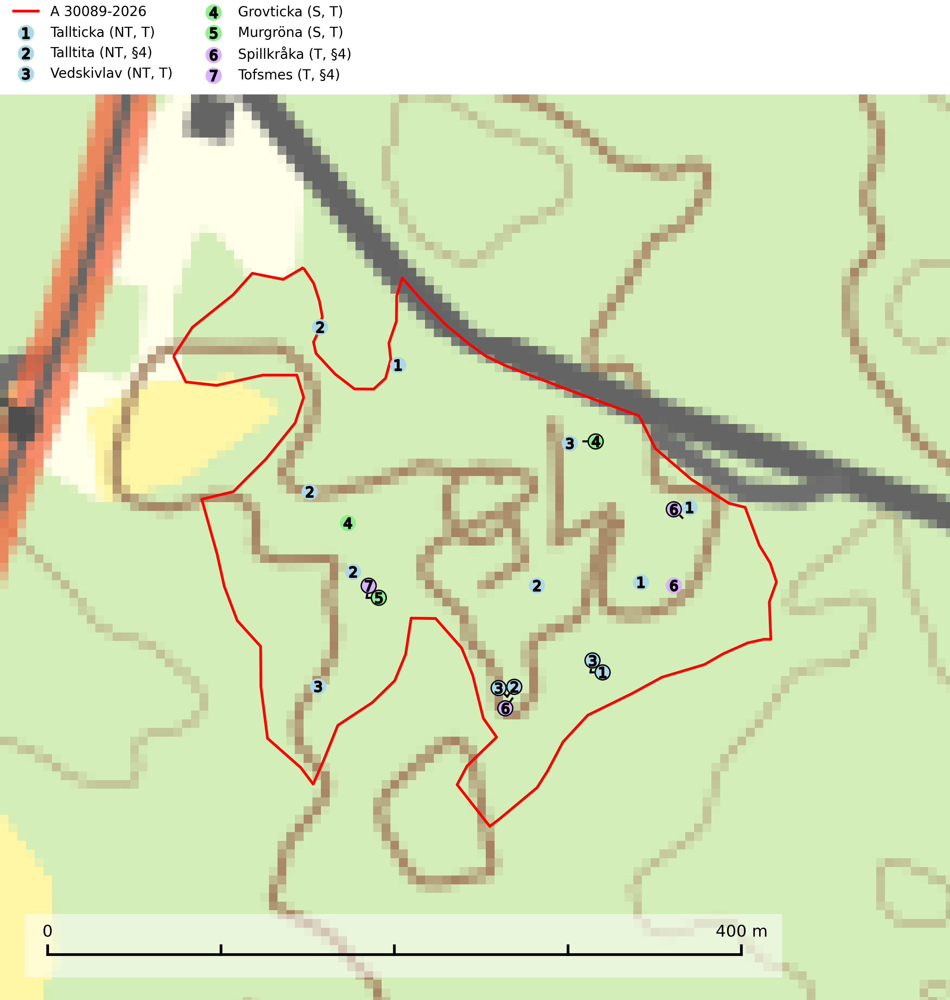 A 30089-2026
1 Tallticka (NT, T)
2 Talltita (NT, §4)
3 Vedskivlav (NT, T)
4 Grovticka (S, T)
5 Murgröna (S, T)
6 Spillkråka (T, §4)
7 Tofsmes (T, §4)
2
1
3 4
2
6 1
4
2
7
2
1 6
5
3
1
3
3 2
6
0 400 m